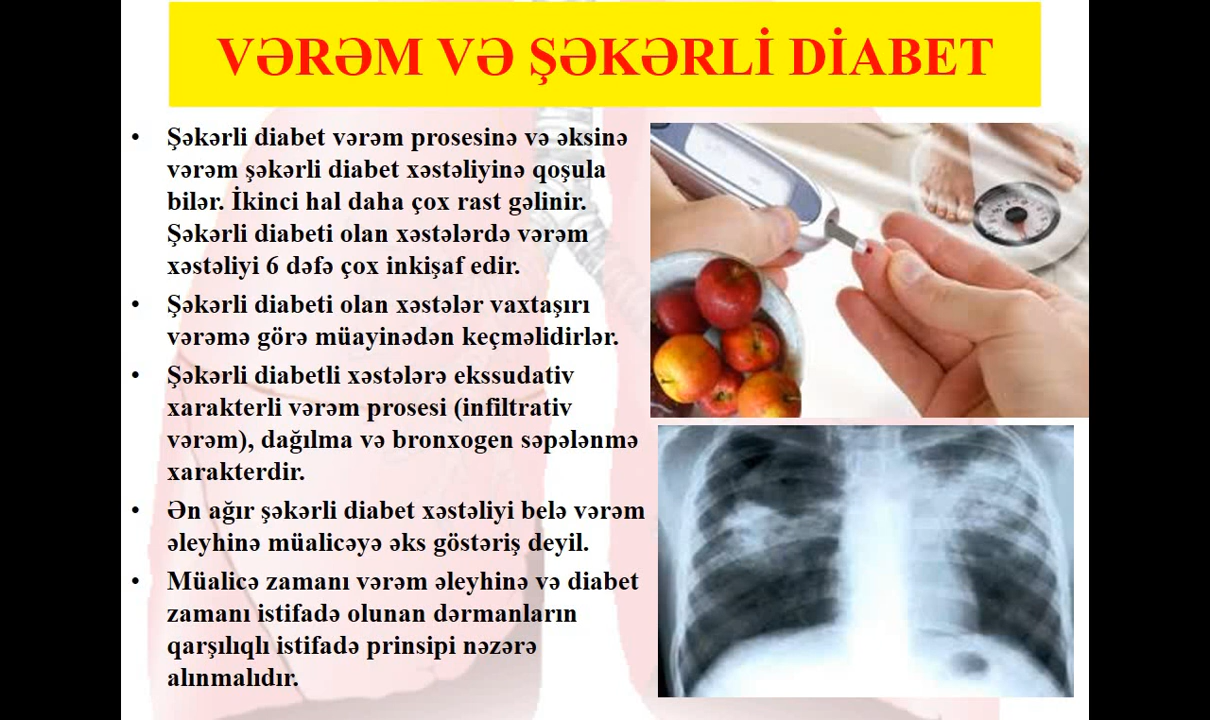 VƏRƏM VƏ ŞƏKƏRLİ DİABET
• Şəkərli diabet vərəm prosesinə və əksinə
vərəm şəkərli diabet xəstəliyinə qoşula
bilər. İkinci hal daha çox rast gəlinir.
Şəkərli diabeti olan xəstələrdə vərəm
xəstəliyi 6 dəfə çox inkişaf edir.
• Şəkərli diabeti olan xəstələr vaxtaşırı
vərəmə görə müayinədən keçməlidirlər.
• Şəkərli diabetli xəstələrə ekssudativ
xarakterli vərəm prosesi (infiltrativ
vərəm), dağılma və bronxogen səpələnmə
xarakterdir.
• Ən ağır şəkərli diabet xəstəliyi belə vərəm
əleyhinə müalicəyə əks göstəriş deyil.
• Müalicə zamanı vərəm əleyhinə və diabet
zamanı istifadə olunan dərmanların
qarşılıqlı istifadə prinsipi nəzərə
alınmalıdır.